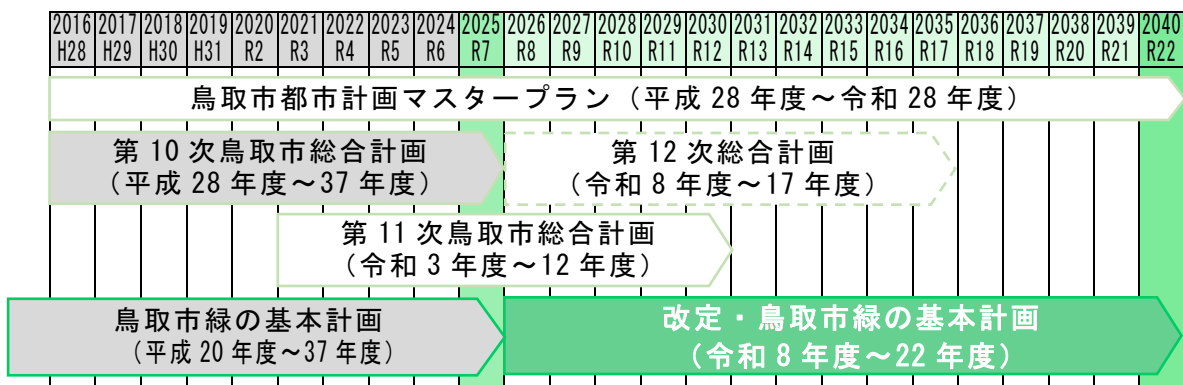 2016 2017 2018 2019 2020 2021 2022 2023 2024 2025 2026 2027 2028 2029 2030 2031 2032 2033 2034 2035 2036 2037 2038 2039 2040
H28 H29 H30 H31 R2 R3 R4 R5 R6 R7 R8 R9 R10 R11 R12 R13 R14 R15 R16 R17 R18 R19 R20 R21 R22
鳥取市都市計画マスタープラン（平成 28 年度～令和 28 年度）
第 10 次鳥取市総合計画
（平成 28 年度～37 年度）
第 12 次総合計画
（令和 8 年度～17 年度）
第 11 次鳥取市総合計画
（令和 3 年度～12 年度）
鳥取市緑の基本計画
（平成 20 年度～37 年度）
改定・鳥取市緑の基本計画
（令和 8 年度～22 年度）